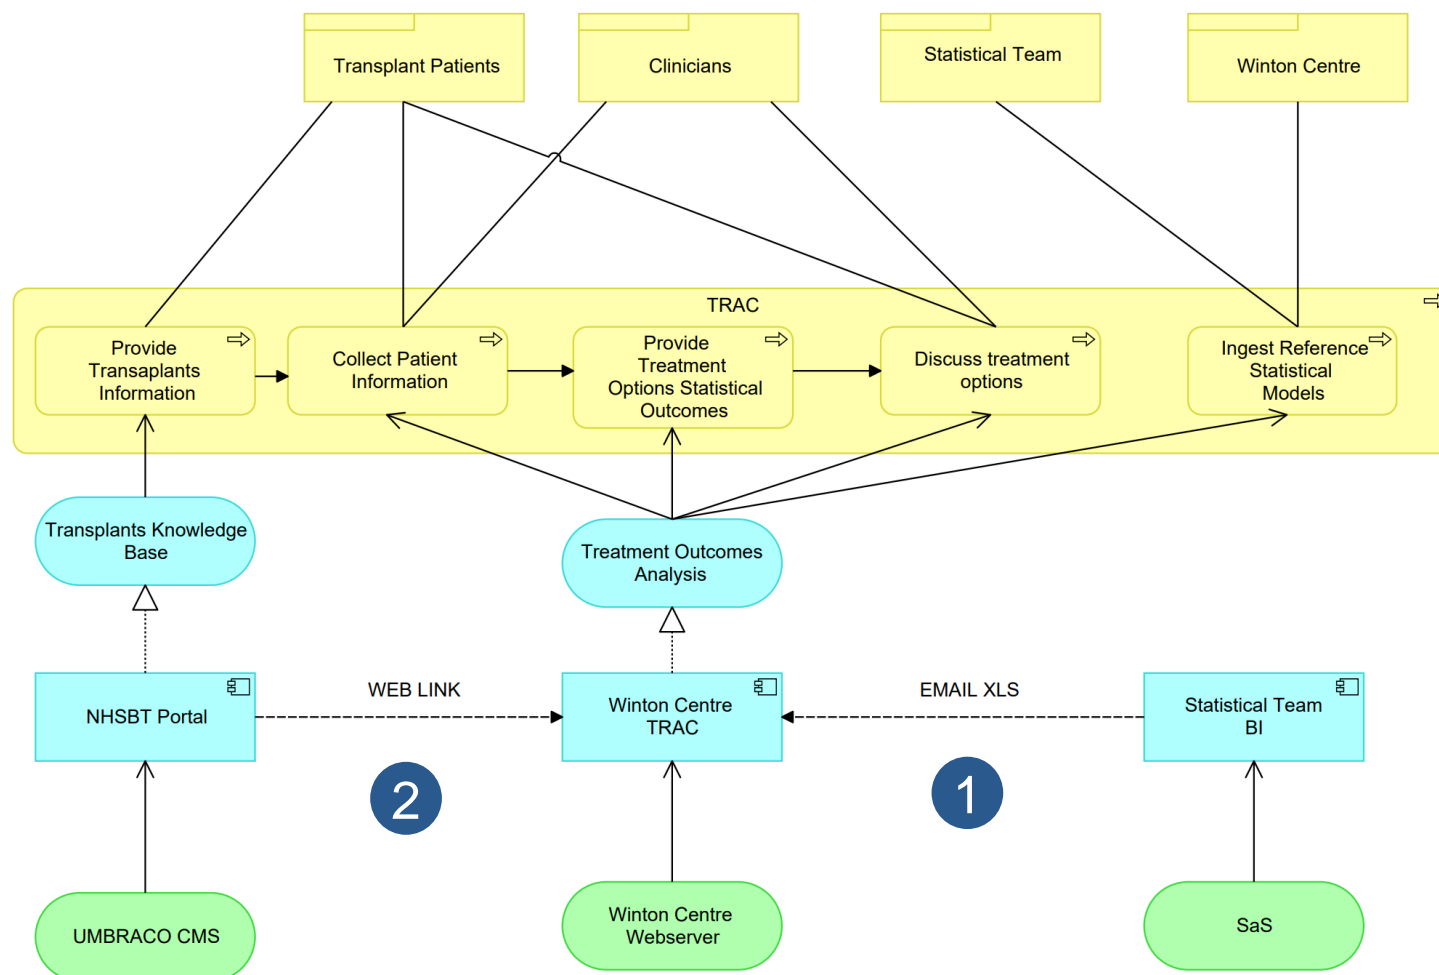 Transplant Patients
Clinicians
Statistical Team
Winton Centre
TRAC
Provide
Transaplants
Information
Collect Patient
Information
Provide
Treatment
Options Statistical
Outcomes
Discuss treatment
options
Ingest Reference
Statistical
Models
Transplants Knowledge
Base
Treatment Outcomes
Analysis
NHSBT Portal
WEB LINK
Winton Centre
TRAC
EMAIL XLS
Statistical Team
BI
2
1
UMBRACO CMS
Winton Centre
Webserver
SaS